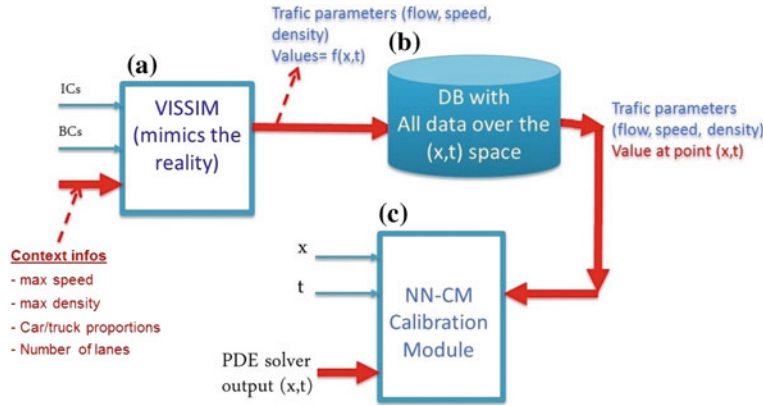 Trafic parameters (flow, speed,
density)
Values= f(x,t)
(a)
(b)
ICs
BCs
VISSIM
(mimics the
reality)
DB with
All data over the
(x,t) space
Trafic parameters
(flow, speed, density)
Value at point (x,t)
Context infos
- max speed
- max density
- Car/truck proportions
- Number of lanes
(c)
x
t
NN-CM
Calibration
Module
PDE solver
output (x,t)